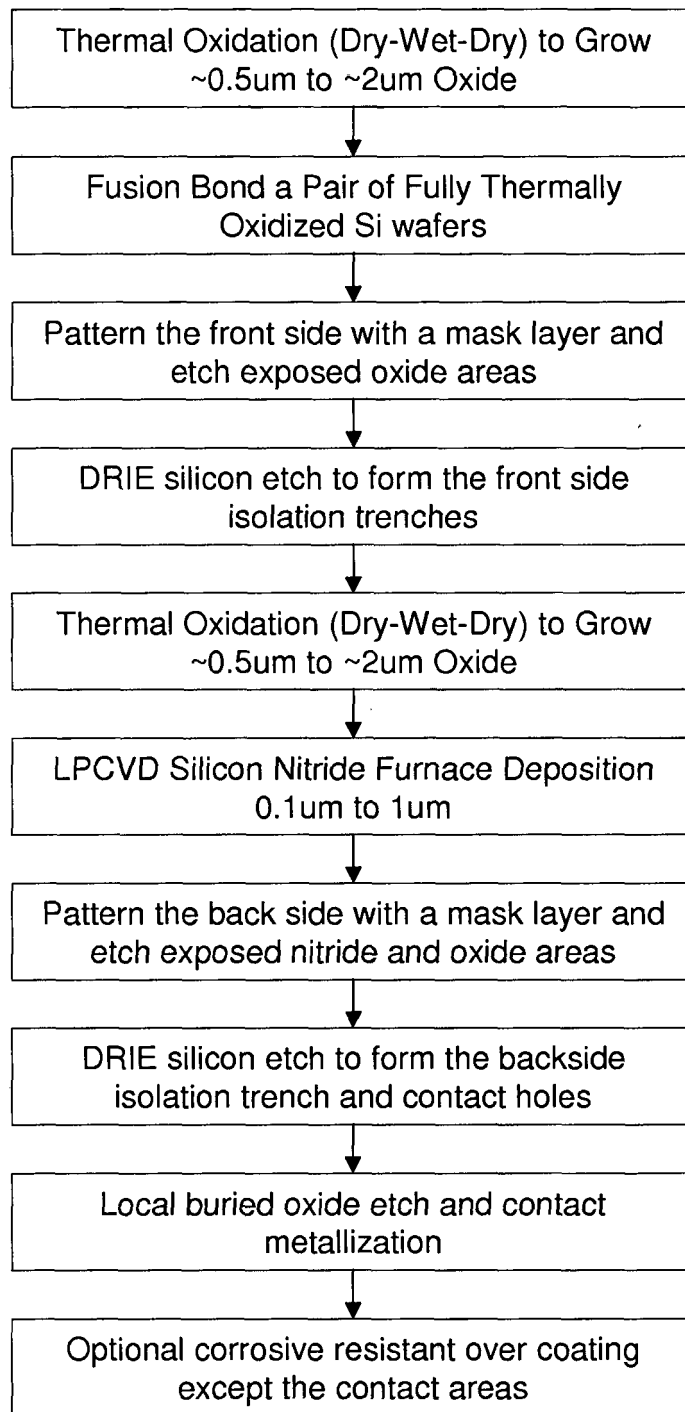 Thermal Oxidation (Dry-Wet-Dry) to Grow
~0.5um to ~2um Oxide
Fusion Bond a Pair of Fully Thermally
Oxidized Si wafers
Pattern the front side with a mask layer and
etch exposed oxide areas
DRIE silicon etch to form the front side
isolation trenches
Thermal Oxidation (Dry-Wet-Dry) to Grow
~0.5um to ~2um Oxide
LPCVD Silicon Nitride Furnace Deposition
0.1um to 1um
Pattern the back side with a mask layer and
etch exposed nitride and oxide areas
DRIE silicon etch to form the backside
isolation trench and contact holes
Local buried oxide etch and contact
metallization
Optional corrosive resistant over coating
except the contact areas